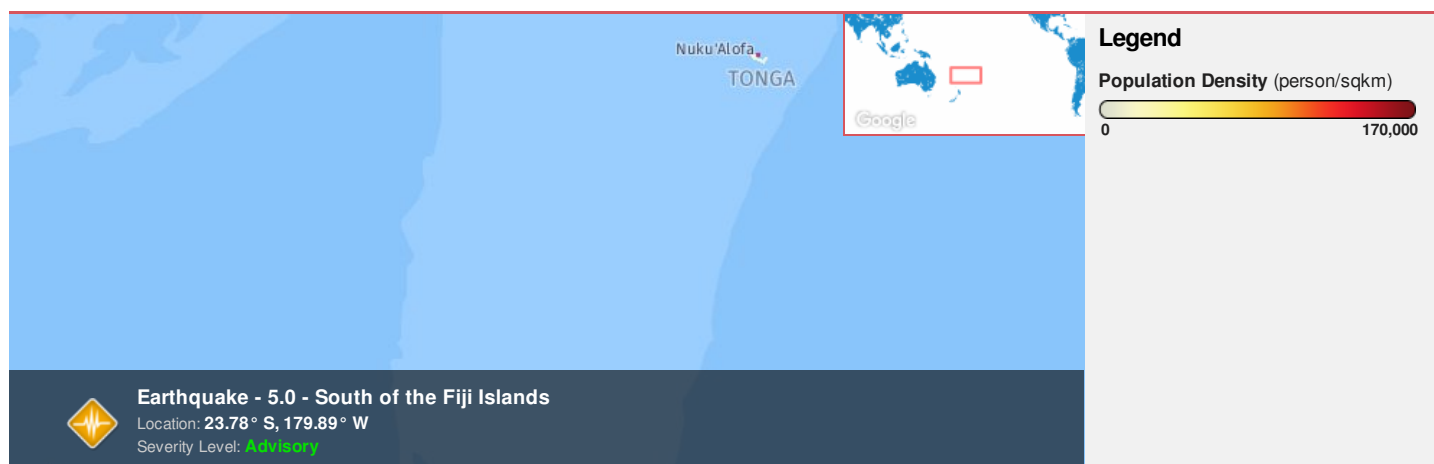 Nuku'Alofa
TONGA
Google
Legend
Population Density (person/sqkm)
0 170,000
Earthquake - 5.0 - South of the Fiji Islands
Location: 23.78° S, 179.89° W
Severity Level: Advisory